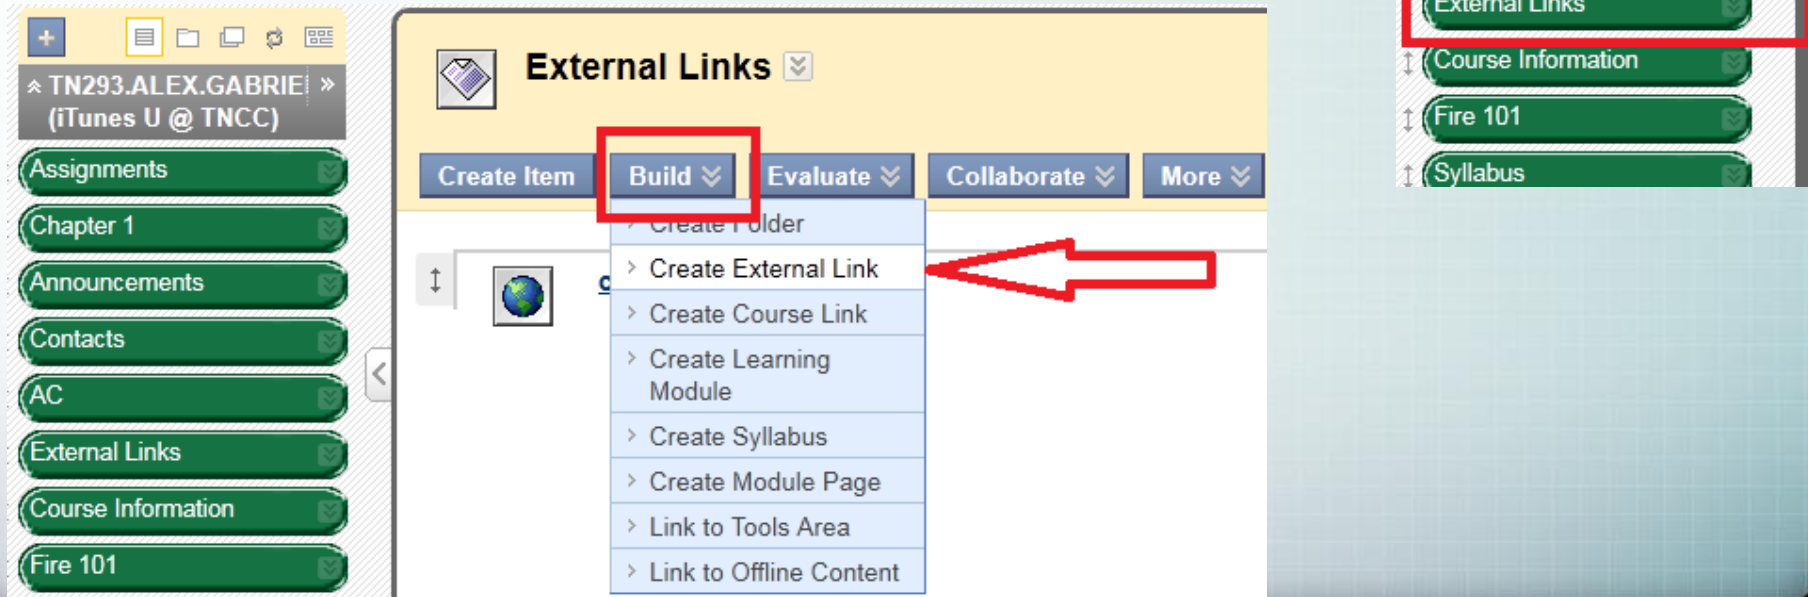 TN293.ALEX.GABRIE
(iTunes U @ TNCC)
Assignments
Chapter 1
Announcements
Contacts
AC
External Links
Course Information
Fire 101
External Links
Create Item
Build
Evaluate
Collaborate
More
Create Folder
Create External Link
Create Course Link
Create Learning
Module
Create Syllabus
Create Module Page
Link to Tools Area
Link to Offline Content
External Links
Course Information
Fire 101
Syllabus